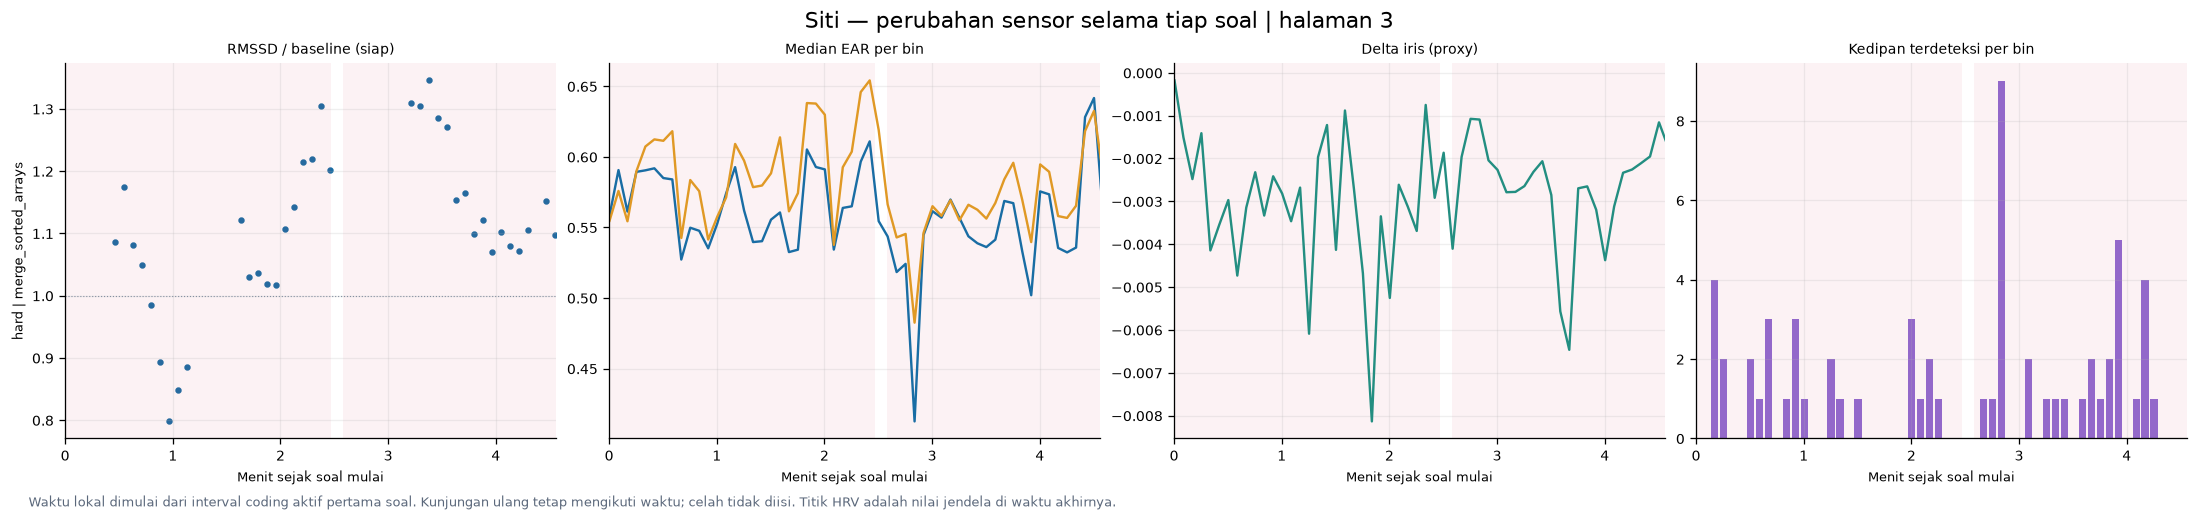 Siti — perubahan sensor selama tiap soal | halaman 3
RMSSD / baseline (siap)
hard | merge_sorted_arrays
1.3
1.2
1.1
1.0
0.9
0.8
0 1 2 3 4
Menit sejak soal mulai
Median EAR per bin
0.65
0.60
0.55
0.50
0.45
0 1 2 3 4
Menit sejak soal mulai
Delta iris (proxy)
0.000
−0.001
−0.002
−0.003
−0.004
−0.005
−0.006
−0.007
−0.008
0 1 2 3 4
Menit sejak soal mulai
Kedipan terdeteksi per bin
8
6
4
2
0
0 1 2 3 4
Menit sejak soal mulai
Waktu lokal dimulai dari interval coding aktif pertama soal. Kunjungan ulang tetap mengikuti waktu; celah tidak diisi. Titik HRV adalah nilai jendela di waktu akhirnya.